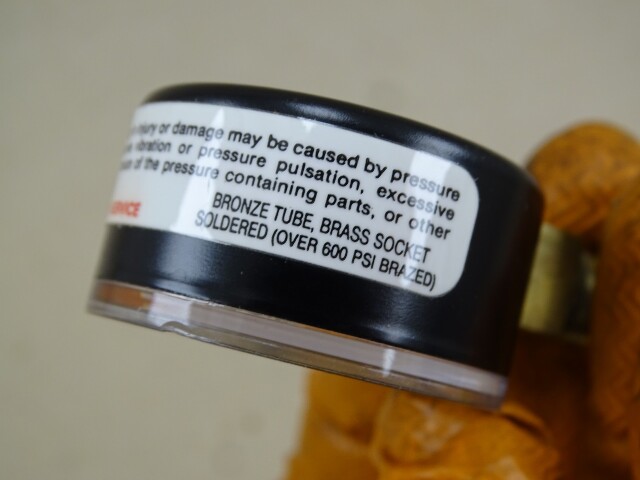 injury or damage may be caused by pressure
vibration or pressure pulsation, excessive
of the pressure containing parts, or other
BRONZE TUBE, BRASS SOCKET
SOLDERED (OVER 600 PSI BRAZED)